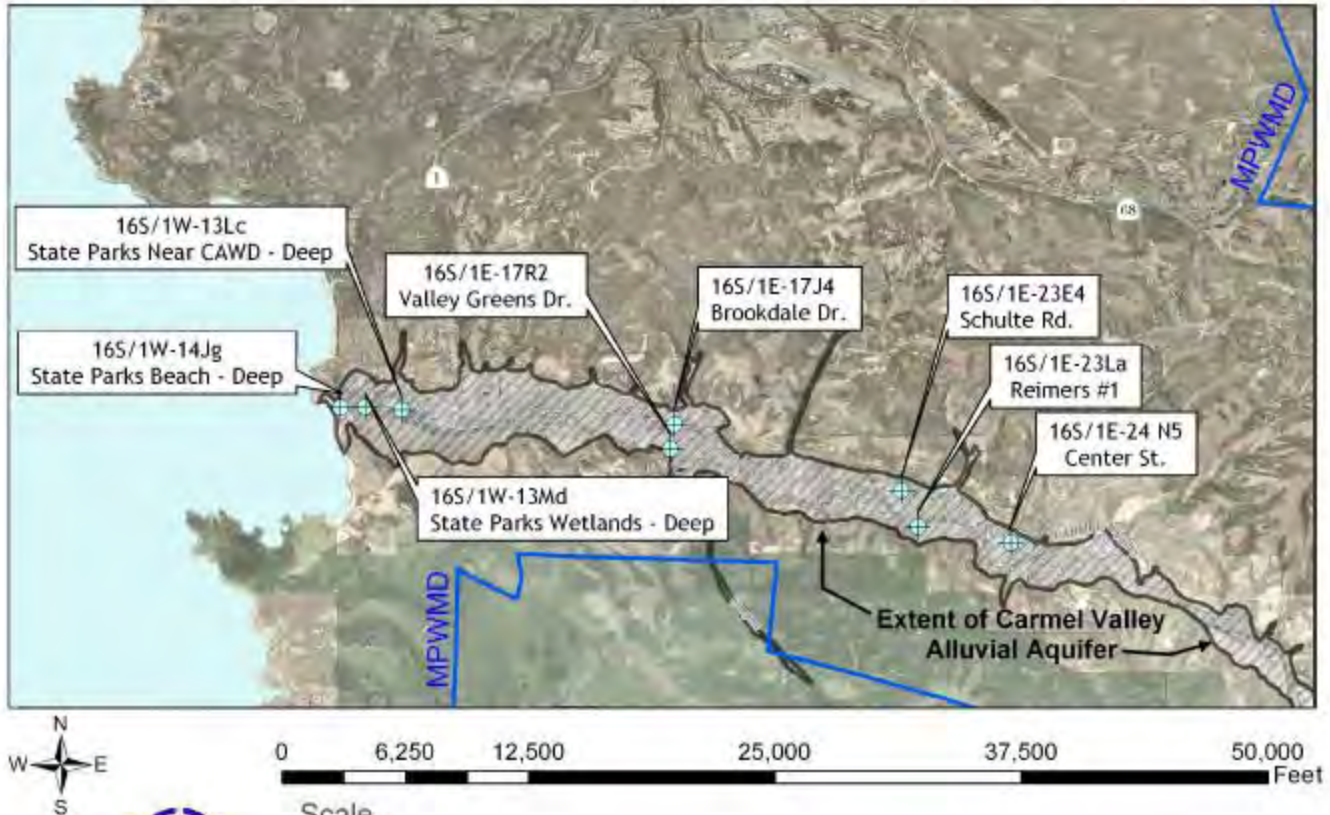 MPWMD
1
68
16S/1W-13Lc
State Parks Near CAWD - Deep
16S/1E-17R2
Valley Greens Dr.
16S/1E-17J4
Brookdale Dr.
16S/1E-23E4
Schulte Rd.
16S/1W-14Jg
State Parks Beach - Deep
16S/1E-23La
Reimers #1
16S/1E-24 N5
Center St.
16S/1W-13Md
State Parks Wetlands - Deep
MPWMD
Extent of Carmel Valley
Alluvial Aquifer
N
W E
S
0 6,250 12,500 25,000 37,500 50,000
Feet
Scale